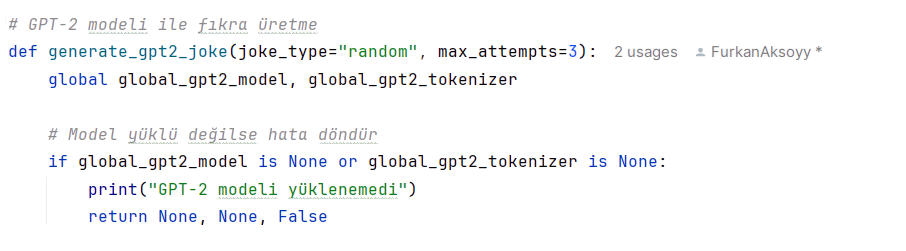 # GPT-2 modeli ile fıkra üretme
def generate_gpt2_joke(joke_type="random", max_attempts=3): 2 usages FurkanAksoyy *
global global_gpt2_model, global_gpt2_tokenizer
# Model yüklü değilse hata döndür
if global_gpt2_model is None or global_gpt2_tokenizer is None:
print("GPT-2 modeli yüklenemedi")
return None, None, False